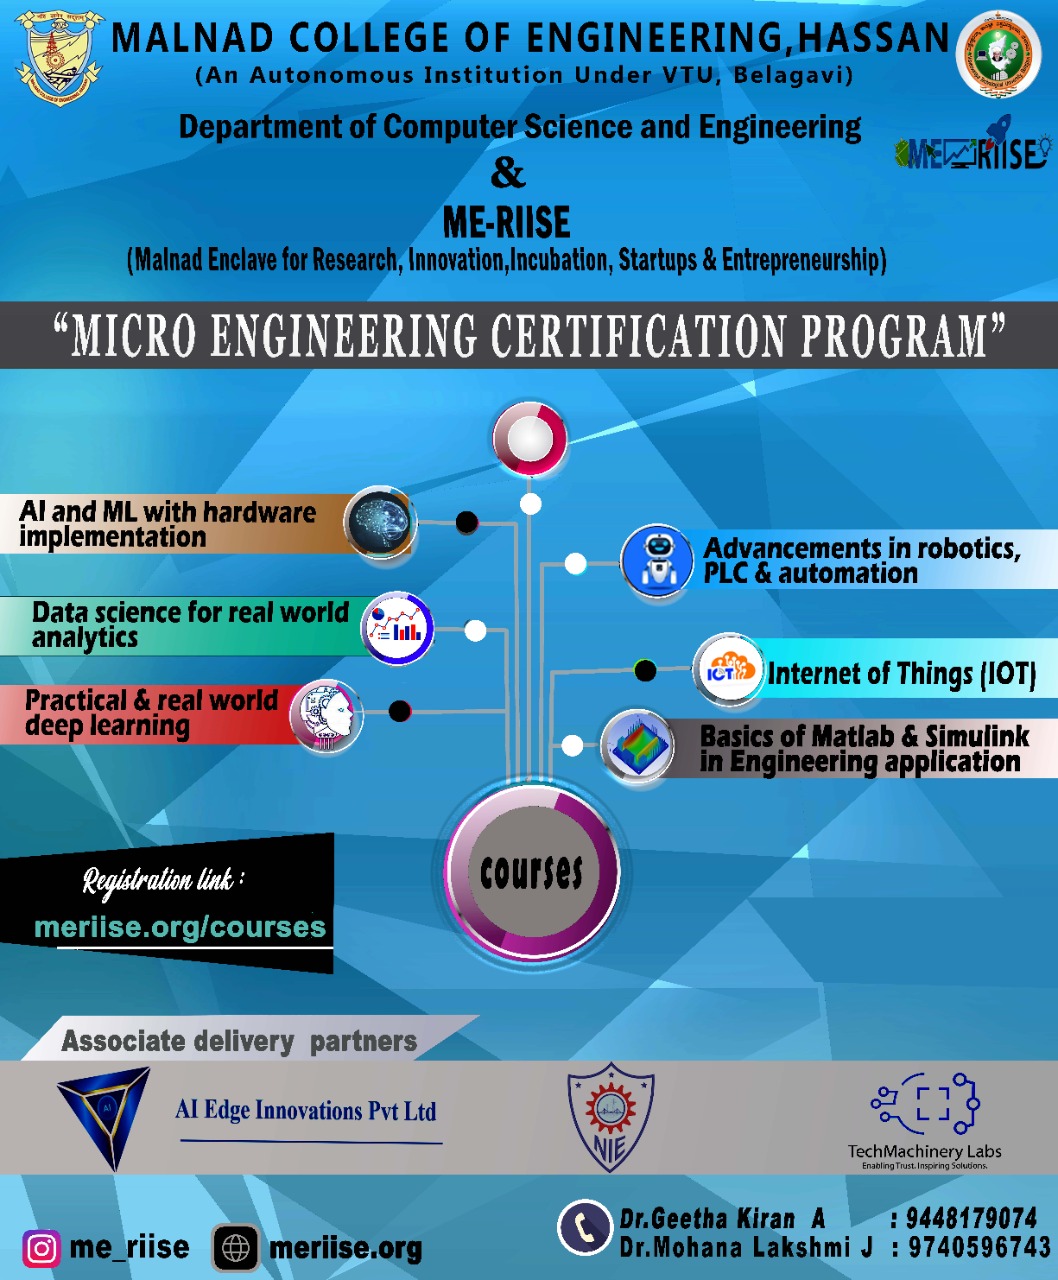 MALNAD COLLEGE OF ENGINEERING,HASSAN
(An Autonomous Institution Under VTU, Belagavi)
Department of Computer Science and Engineering
&
ME-RIISE
ME-RIISE
(Malnad Enclave for Research, Innovation,Incubation, Startups & Entrepreneurship)
“MICRO ENGINEERING CERTIFICATION PROGRAM”
AI and ML with hardware
implementation
Advancements in robotics,
PLC & automation
Data science for real world
analytics
IOT
Internet of Things (IOT)
Practical & real world
deep learning
Basics of Matlab & Simulink
in Engineering application
courses
Registration link :
meriise.org/courses
Associate delivery partners
AI
AI Edge Innovations Pvt Ltd
NIE
TechMachinery Labs
Enabling Trust. Inspiring Solutions.
Dr.Geetha Kiran A : 9448179074
Dr.Mohana Lakshmi J : 9740596743
me_riise
meriise.org